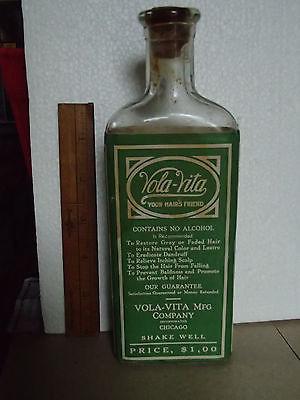 Vola-Vita
"YOUR HAIR'S FRIEND"
CONTAINS NO ALCOHOL
Is Recommended
To Restore Gray or Faded Hair
to its Natural Color and Lustre
To Eradicate Dandruff
To Relieve Itching Scalp
To Stop the Hair From Falling
To Prevent Baldness and Promote
the Growth of Hair
OUR GUARANTEE
Satisfaction Guaranteed or Money Refunded
VOLA-VITA MFG
COMPANY
INCORPORATED
CHICAGO
SHAKE WELL
PRICE, $1.00